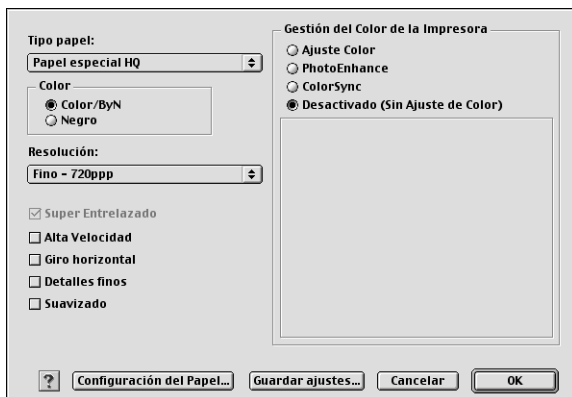 Tipo papel:
Papel especial HQ
Color
Color/ByN
Negro
Resolución:
Fino - 720ppp
Super Entrelazado
Alta Velocidad
Giro horizontal
Detalles finos
Suavizado
Gestión del Color de la Impresora
Ajuste Color
PhotoEnhance
ColorSync
Desactivado (Sin Ajuste de Color)
?
Configuración del Papel...
Guardar ajustes...
Cancelar
OK